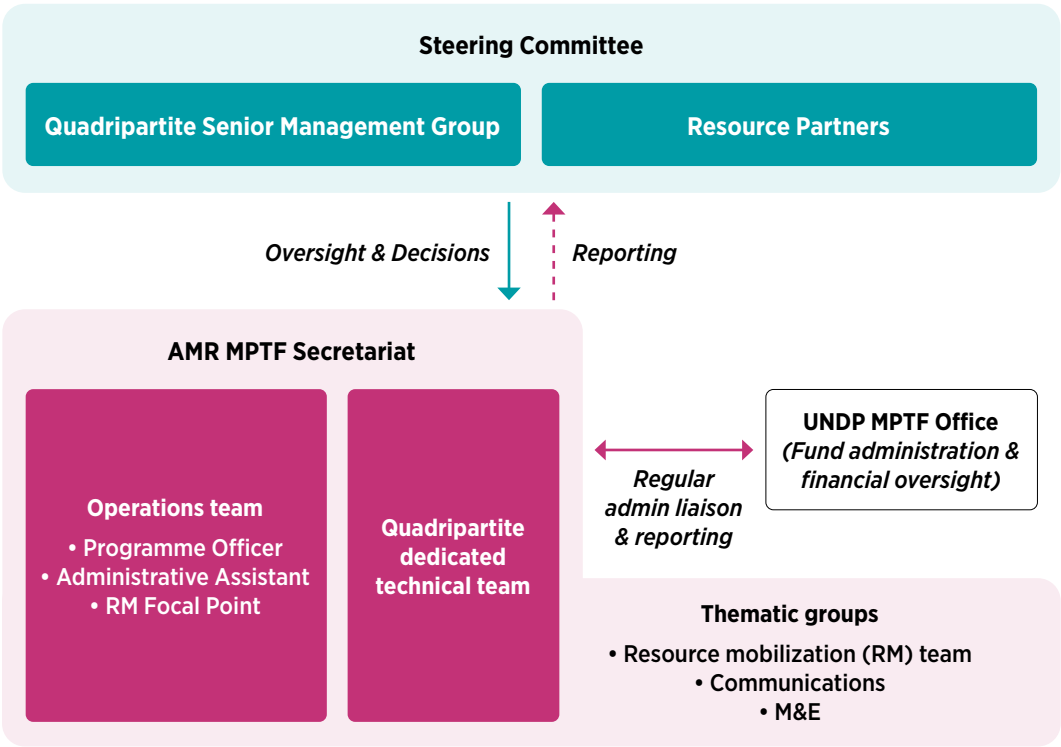 Steering Committee
Quadripartite Senior Management Group
Resource Partners
Oversight & Decisions
Reporting
AMR MPTF Secretariat
Operations team
• Programme Officer
• Administrative Assistant
• RM Focal Point
Quadripartite
dedicated
technical team
Regular
admin liaison
& reporting
UNDP MPTF Office
(Fund administration &
financial oversight)
Thematic groups
• Resource mobilization (RM) team
• Communications
• M&E